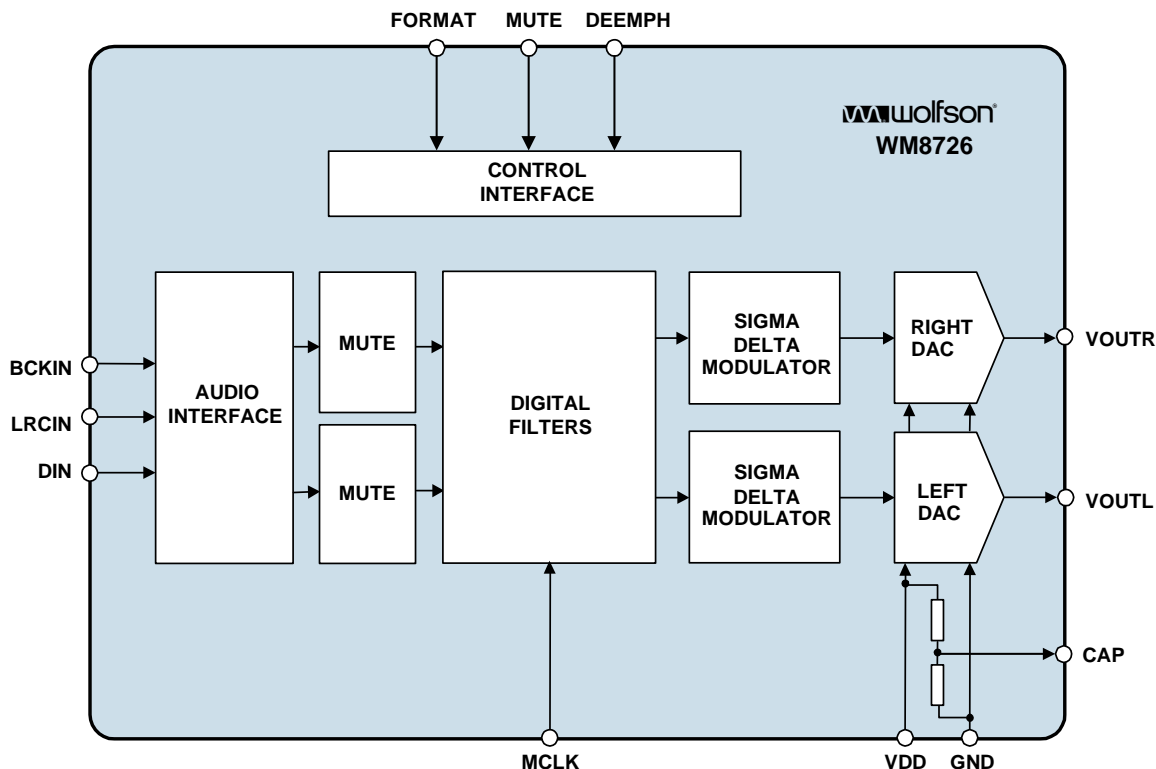 FORMAT MUTE DEEMPH
wolfson®
WM8726
CONTROL
INTERFACE
AUDIO
INTERFACE
MUTE
MUTE
DIGITAL
FILTERS
SIGMA
DELTA
MODULATOR
SIGMA
DELTA
MODULATOR
RIGHT
DAC
LEFT
DAC
BCKIN
LRCIN
DIN
VOUTR
VOUTL
CAP
MCLK
VDD GND